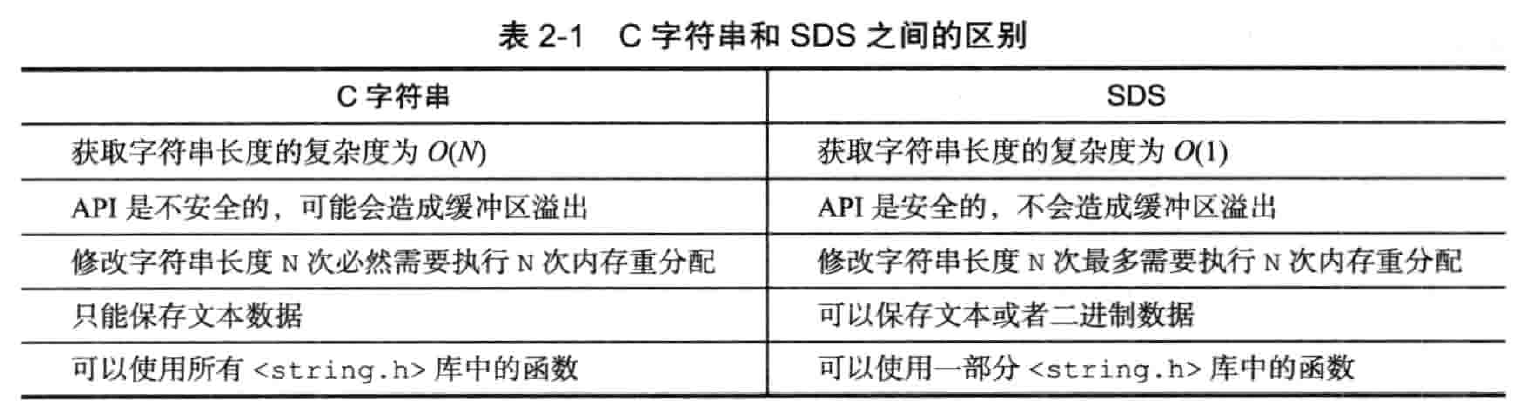 表 2-1 C 字符串和 SDS 之间的区别
C 字符串 SDS
获取字符串长度的复杂度为 O(N) 获取字符串长度的复杂度为 O(1)
API 是不安全的，可能会造成缓冲区溢出 API 是安全的，不会造成缓冲区溢出
修改字符串长度 N 次必然需要执行 N 次内存重分配 修改字符串长度 N 次最多需要执行 N 次内存重分配
只能保存文本数据 可以保存文本或者二进制数据
可以使用所有 <string.h> 库中的函数 可以使用一部分 <string.h> 库中的函数